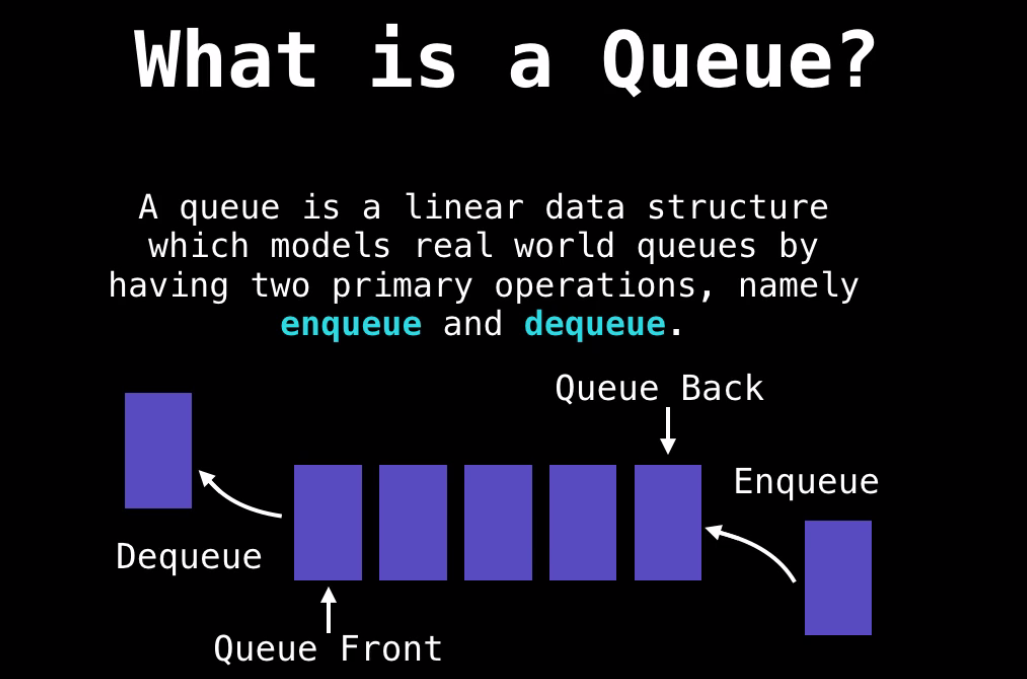 What is a Queue?
A queue is a linear data structure
which models real world queues by
having two primary operations, namely
enqueue and dequeue.
Queue Back
Enqueue
Dequeue
Queue Front